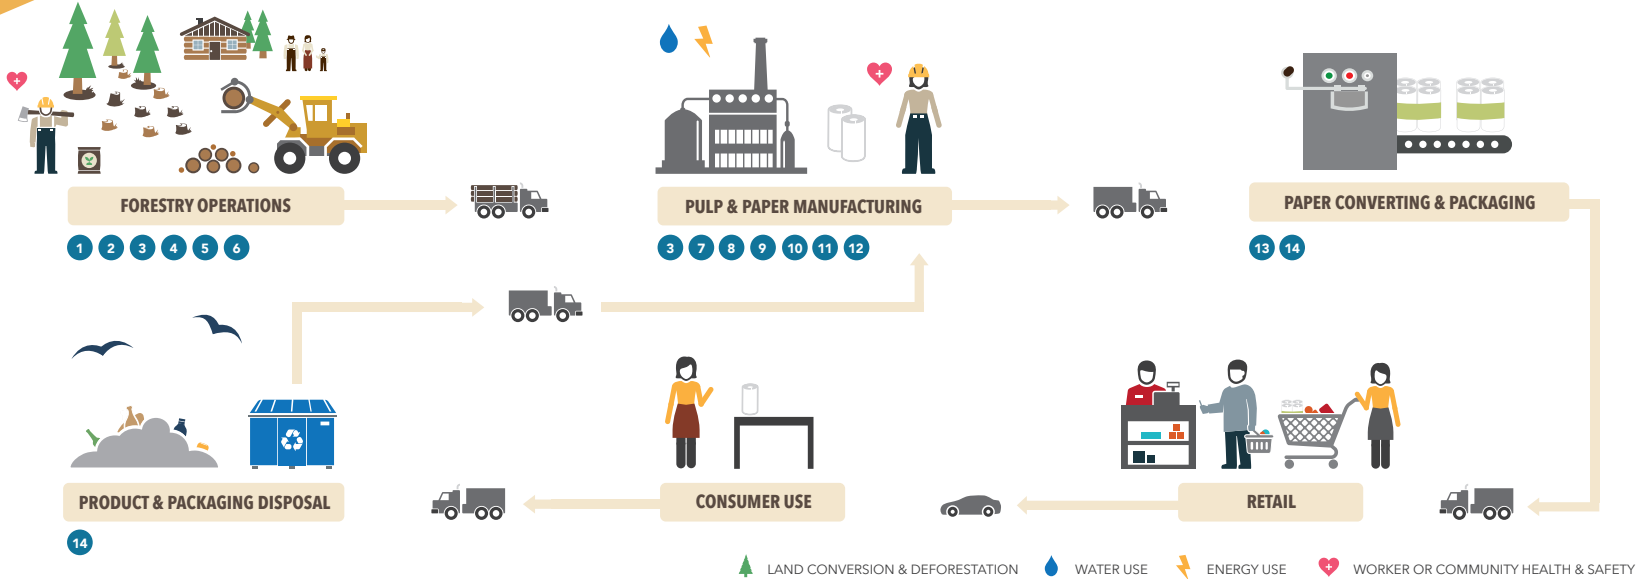 FORESTRY OPERATIONS
1 2 3 4 5 6
PULP & PAPER MANUFACTURING
3 7 8 9 10 11 12
PAPER CONVERTING & PACKAGING
13 14
PRODUCT & PACKAGING DISPOSAL
14
CONSUMER USE
RETAIL
LAND CONVERSION & DEFORESTATION
WATER USE
ENERGY USE
WORKER OR COMMUNITY HEALTH & SAFETY